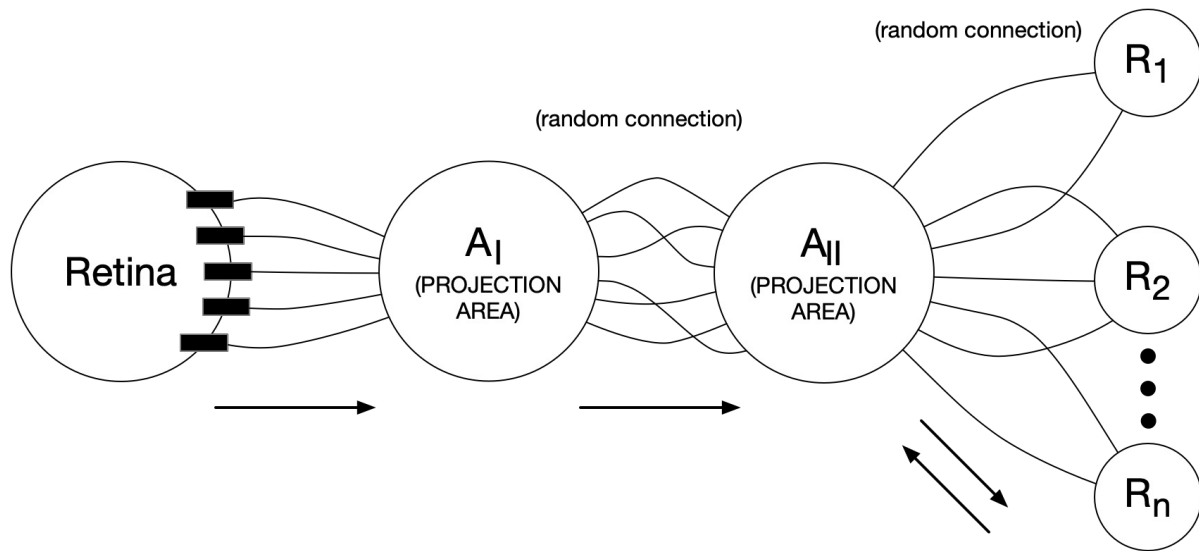 (random connection)
R1
(random connection)
Retina
AI
(PROJECTION
AREA)
AII
(PROJECTION
AREA)
R2
Rn